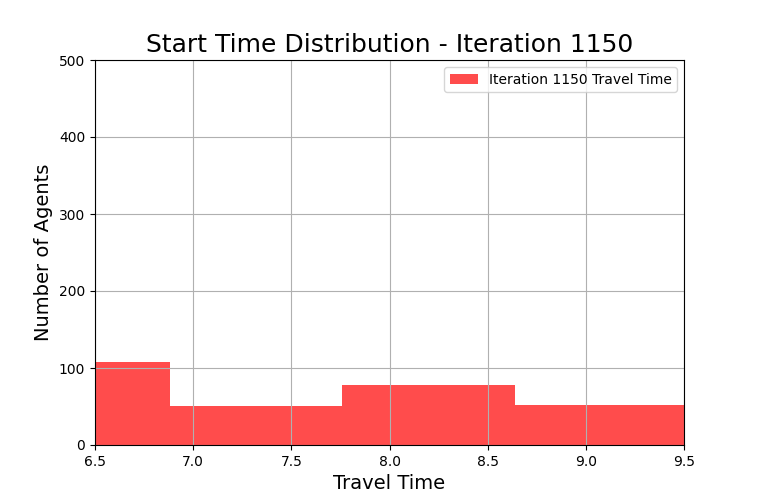 Start Time Distribution - Iteration 1150
Iteration 1150 Travel Time
Number of Agents
500
400
300
200
100
0
6.5 7.0 7.5 8.0 8.5 9.0 9.5
Travel Time